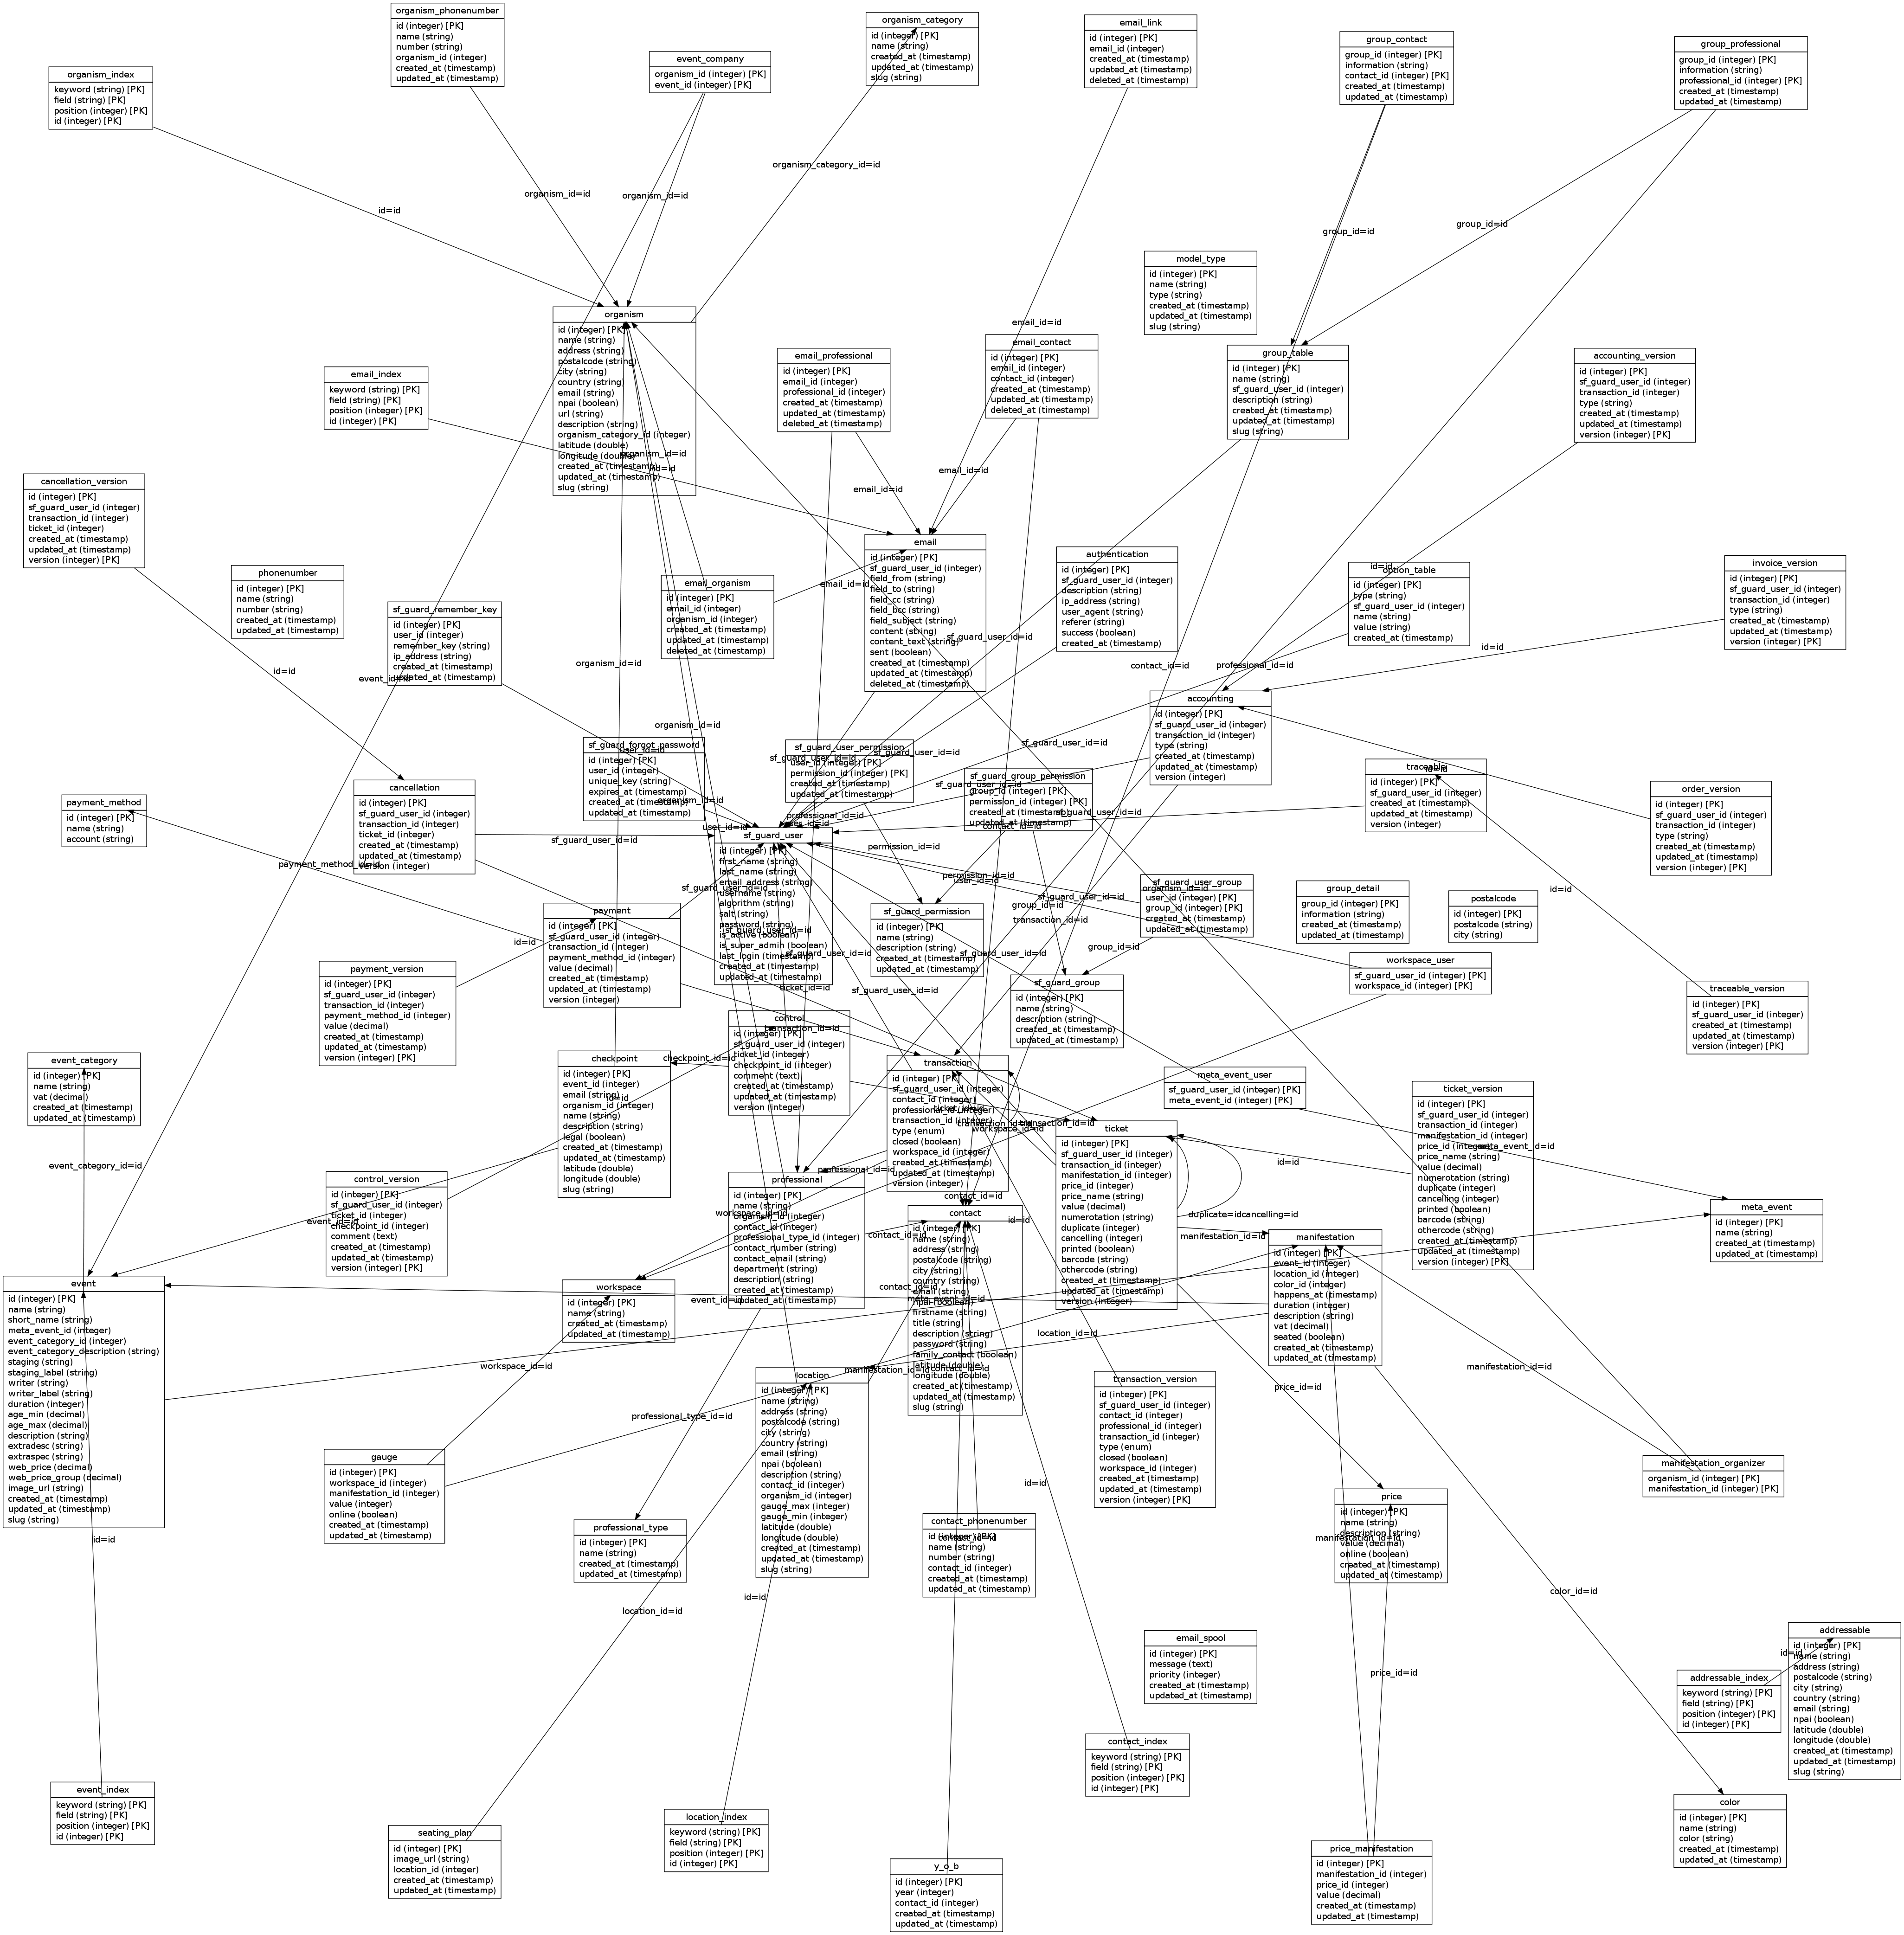 organism_phonenumber
id (integer) [PK]
name (string)
number (string)
organism_id (integer)
created_at (timestamp)
updated_at (timestamp)
organism_category
id (integer) [PK]
name (string)
created_at (timestamp)
updated_at (timestamp)
slug (string)
email_link
id (integer) [PK]
email_id (integer)
created_at (timestamp)
updated_at (timestamp)
deleted_at (timestamp)
group_contact
group_id (integer) [PK]
information (string)
contact_id (integer) [PK]
created_at (timestamp)
updated_at (timestamp)
group_professional
group_id (integer) [PK]
information (string)
professional_id (integer) [PK]
created_at (timestamp)
updated_at (timestamp)
event_company
organism_id (integer) [PK]
event_id (integer) [PK]
organism_index
keyword (string) [PK]
field (string) [PK]
position (integer) [PK]
id (integer) [PK]
organism_category_id=id
organism_id=id
organism_id=id
id=id
group_id=id
group_id=id
model_type
id (integer) [PK]
name (string)
type (string)
created_at (timestamp)
updated_at (timestamp)
slug (string)
organism
id (integer) [PK]
name (string)
address (string)
postalcode (string)
city (string)
country (string)
email (string)
npai (boolean)
url (string)
description (string)
organism_category_id (integer)
latitude (double)
longitude (double)
created_at (timestamp)
updated_at (timestamp)
slug (string)
email_id=id
email_professional
id (integer) [PK]
email_id (integer)
professional_id (integer)
created_at (timestamp)
updated_at (timestamp)
deleted_at (timestamp)
email_contact
id (integer) [PK]
email_id (integer)
contact_id (integer)
created_at (timestamp)
updated_at (timestamp)
deleted_at (timestamp)
group_table
id (integer) [PK]
name (string)
sf_guard_user_id (integer)
description (string)
created_at (timestamp)
updated_at (timestamp)
slug (string)
accounting_version
id (integer) [PK]
sf_guard_user_id (integer)
transaction_id (integer)
type (string)
created_at (timestamp)
updated_at (timestamp)
version (integer) [PK]
email_index
keyword (string) [PK]
field (string) [PK]
position (integer) [PK]
id (integer) [PK]
organism_id=id
id=id
email_id=id
email_id=id
cancellation_version
id (integer) [PK]
sf_guard_user_id (integer)
transaction_id (integer)
ticket_id (integer)
created_at (timestamp)
updated_at (timestamp)
version (integer) [PK]
phonenumber
id (integer) [PK]
name (string)
number (string)
created_at (timestamp)
updated_at (timestamp)
sf_guard_remember_key
id (integer) [PK]
user_id (integer)
remember_key (string)
ip_address (string)
created_at (timestamp)
updated_at (timestamp)
email_organism
id (integer) [PK]
email_id (integer)
organism_id (integer)
created_at (timestamp)
updated_at (timestamp)
deleted_at (timestamp)
email_id=id
email
id (integer) [PK]
sf_guard_user_id (integer)
field_from (string)
field_to (string)
field_cc (string)
field_bcc (string)
field_subject (string)
content (string)
content_text (string)
sent (boolean)
created_at (timestamp)
updated_at (timestamp)
deleted_at (timestamp)
authentication
id (integer) [PK]
sf_guard_user_id (integer)
description (string)
ip_address (string)
user_agent (string)
referer (string)
success (boolean)
created_at (timestamp)
id=id
option_table
id (integer) [PK]
type (string)
sf_guard_user_id (integer)
name (string)
value (string)
created_at (timestamp)
invoice_version
id (integer) [PK]
sf_guard_user_id (integer)
transaction_id (integer)
type (string)
created_at (timestamp)
updated_at (timestamp)
version (integer) [PK]
sf_guard_user_id=id
id=id
id=id
event_id=id
organism_id=id
contact_id=id
professional_id=id
accounting
id (integer) [PK]
sf_guard_user_id (integer)
transaction_id (integer)
type (string)
created_at (timestamp)
updated_at (timestamp)
version (integer)
organism_id=id
sf_guard_forgot_password
id (integer) [PK]
user_id (integer)
unique_key (string)
expires_at (timestamp)
created_at (timestamp)
updated_at (timestamp)
user_id=id
sf_guard_user_permission
user_id (integer) [PK]
permission_id (integer) [PK]
created_at (timestamp)
updated_at (timestamp)
sf_guard_user_id=id
sf_guard_user_id=id
sf_guard_user_id=id
sf_guard_group_permission
group_id (integer) [PK]
permission_id (integer) [PK]
created_at (timestamp)
updated_at (timestamp)
sf_guard_user_id=id
sf_guard_user_id=id
traceable
id (integer) [PK]
sf_guard_user_id (integer)
created_at (timestamp)
updated_at (timestamp)
version (integer)
id=id
order_version
id (integer) [PK]
sf_guard_user_id (integer)
transaction_id (integer)
type (string)
created_at (timestamp)
updated_at (timestamp)
version (integer) [PK]
payment_method
id (integer) [PK]
name (string)
account (string)
cancellation
id (integer) [PK]
sf_guard_user_id (integer)
transaction_id (integer)
ticket_id (integer)
created_at (timestamp)
updated_at (timestamp)
version (integer)
payment_method_id=id
sf_guard_user_id=id
organism_id=id
user_id=id
professional_id=id
user_id=id
contact_id=id
sf_guard_user
id (integer) [PK]
first_name (string)
last_name (string)
email_address (string)
username (string)
algorithm (string)
salt (string)
password (string)
is_active (boolean)
is_super_admin (boolean)
last_login (timestamp)
created_at (timestamp)
updated_at (timestamp)
permission_id=id
permission_id=id
user_id=id
sf_guard_user_id=id
sf_guard_user_id=id
sf_guard_user_id=id
sf_guard_user_id=id
sf_guard_user_id=id
sf_guard_user_id=id
sf_guard_permission
id (integer) [PK]
name (string)
description (string)
created_at (timestamp)
updated_at (timestamp)
group_id=id
group_id=id
transaction_id=id
organism_id=id
sf_guard_user_group
user_id (integer) [PK]
group_id (integer) [PK]
created_at (timestamp)
updated_at (timestamp)
group_detail
group_id (integer) [PK]
information (string)
created_at (timestamp)
updated_at (timestamp)
postalcode
id (integer) [PK]
postalcode (string)
city (string)
id=id
payment
id (integer) [PK]
sf_guard_user_id (integer)
transaction_id (integer)
payment_method_id (integer)
value (decimal)
created_at (timestamp)
updated_at (timestamp)
version (integer)
id=id
payment_version
id (integer) [PK]
sf_guard_user_id (integer)
transaction_id (integer)
payment_method_id (integer)
value (decimal)
created_at (timestamp)
updated_at (timestamp)
version (integer) [PK]
sf_guard_group
id (integer) [PK]
name (string)
description (string)
created_at (timestamp)
updated_at (timestamp)
workspace_user
sf_guard_user_id (integer) [PK]
workspace_id (integer) [PK]
traceable_version
id (integer) [PK]
sf_guard_user_id (integer)
created_at (timestamp)
updated_at (timestamp)
version (integer) [PK]
ticket_id=id
event_category
id (integer) [PK]
name (string)
vat (decimal)
created_at (timestamp)
updated_at (timestamp)
control
transaction_id=id
id (integer) [PK]
sf_guard_user_id (integer)
ticket_id (integer)
checkpoint_id (integer)
comment (text)
created_at (timestamp)
updated_at (timestamp)
version (integer)
checkpoint
id (integer) [PK]
event_id (integer)
email (string)
organism_id (integer)
name (string)
description (string)
legal (boolean)
created_at (timestamp)
updated_at (timestamp)
latitude (double)
longitude (double)
slug (string)
checkpoint_id=id
id=id
transaction
id (integer) [PK]
sf_guard_user_id (integer)
contact_id (integer)
professional_id (integer)
transaction_id (integer)
type (enum)
closed (boolean)
workspace_id (integer)
created_at (timestamp)
updated_at (timestamp)
version (integer)
ticket_id=id
transaction_id=id
transaction_id=id
workspace_id=id
meta_event_user
sf_guard_user_id (integer) [PK]
meta_event_id (integer) [PK]
ticket
id (integer) [PK]
sf_guard_user_id (integer)
transaction_id (integer)
manifestation_id (integer)
price_id (integer)
price_name (string)
value (decimal)
numerotation (string)
duplicate (integer)
cancelling (integer)
printed (boolean)
barcode (string)
othercode (string)
created_at (timestamp)
updated_at (timestamp)
version (integer)
ticket_version
id (integer) [PK]
sf_guard_user_id (integer)
transaction_id (integer)
manifestation_id (integer)
price_id (integer)
price_name (string)
value (decimal)
numerotation (string)
duplicate (integer)
cancelling (integer)
printed (boolean)
barcode (string)
othercode (string)
created_at (timestamp)
updated_at (timestamp)
version (integer) [PK]
meta_event_id=id
id=id
event_category_id=id
control_version
id (integer) [PK]
sf_guard_user_id (integer)
ticket_id (integer)
checkpoint_id (integer)
comment (text)
created_at (timestamp)
updated_at (timestamp)
version (integer) [PK]
event_id=id
professional
id (integer) [PK]
name (string)
organism_id (integer)
contact_id (integer)
professional_type_id (integer)
contact_number (string)
contact_email (string)
department (string)
description (string)
created_at (timestamp)
updated_at (timestamp)
professional_id=id
workspace_id=id
contact_id=id
contact_id=id
id=id
contact
id (integer) [PK]
name (string)
address (string)
postalcode (string)
city (string)
country (string)
email (string)
npai (boolean)
firstname (string)
title (string)
description (string)
password (string)
family_contact (boolean)
latitude (double)
longitude (double)
created_at (timestamp)
updated_at (timestamp)
slug (string)
duplicate=id
cancelling=id
manifestation_id=id
manifestation
id (integer) [PK]
event_id (integer)
location_id (integer)
color_id (integer)
happens_at (timestamp)
duration (integer)
description (string)
vat (decimal)
seated (boolean)
created_at (timestamp)
updated_at (timestamp)
meta_event
id (integer) [PK]
name (string)
created_at (timestamp)
updated_at (timestamp)
event
id (integer) [PK]
name (string)
short_name (string)
meta_event_id (integer)
event_category_id (integer)
event_category_description (string)
staging (string)
staging_label (string)
writer (string)
writer_label (string)
duration (integer)
age_min (decimal)
age_max (decimal)
description (string)
extradesc (string)
extraspec (string)
web_price (decimal)
web_price_group (decimal)
image_url (string)
created_at (timestamp)
updated_at (timestamp)
slug (string)
workspace
id (integer) [PK]
name (string)
created_at (timestamp)
updated_at (timestamp)
event_id=id
contact_id=id
meta_event_id=id
location_id=id
workspace_id=id
manifestation_id=id
contact_id=id
manifestation_id=id
price_id=id
location
id (integer) [PK]
name (string)
address (string)
postalcode (string)
city (string)
country (string)
email (string)
npai (boolean)
description (string)
contact_id (integer)
organism_id (integer)
gauge_max (integer)
gauge_min (integer)
latitude (double)
longitude (double)
created_at (timestamp)
updated_at (timestamp)
slug (string)
transaction_version
id (integer) [PK]
sf_guard_user_id (integer)
contact_id (integer)
professional_id (integer)
transaction_id (integer)
type (enum)
closed (boolean)
workspace_id (integer)
created_at (timestamp)
updated_at (timestamp)
version (integer) [PK]
professional_type_id=id
gauge
id (integer) [PK]
workspace_id (integer)
manifestation_id (integer)
value (integer)
online (boolean)
created_at (timestamp)
updated_at (timestamp)
manifestation_organizer
organism_id (integer) [PK]
manifestation_id (integer) [PK]
id=id
price
id (integer) [PK]
name (string)
description (string)
value (decimal)
online (boolean)
created_at (timestamp)
updated_at (timestamp)
manifestation_id=id
id=id
professional_type
id (integer) [PK]
name (string)
created_at (timestamp)
updated_at (timestamp)
contact_phonenumber
id (integer) [PK]
name (string)
number (string)
contact_id (integer)
created_at (timestamp)
updated_at (timestamp)
contact_id=id
color_id=id
id=id
location_id=id
email_spool
id (integer) [PK]
message (text)
priority (integer)
created_at (timestamp)
updated_at (timestamp)
price_id=id
addressable
id (integer) [PK]
name (string)
address (string)
postalcode (string)
city (string)
country (string)
email (string)
npai (boolean)
latitude (double)
longitude (double)
created_at (timestamp)
updated_at (timestamp)
slug (string)
id=id
addressable_index
keyword (string) [PK]
field (string) [PK]
position (integer) [PK]
id (integer) [PK]
contact_index
keyword (string) [PK]
field (string) [PK]
position (integer) [PK]
id (integer) [PK]
event_index
keyword (string) [PK]
field (string) [PK]
position (integer) [PK]
id (integer) [PK]
color
id (integer) [PK]
name (string)
color (string)
created_at (timestamp)
updated_at (timestamp)
seating_plan
id (integer) [PK]
image_url (string)
location_id (integer)
created_at (timestamp)
updated_at (timestamp)
location_index
keyword (string) [PK]
field (string) [PK]
position (integer) [PK]
id (integer) [PK]
y_o_b
id (integer) [PK]
year (integer)
contact_id (integer)
created_at (timestamp)
updated_at (timestamp)
price_manifestation
id (integer) [PK]
manifestation_id (integer)
price_id (integer)
value (decimal)
created_at (timestamp)
updated_at (timestamp)